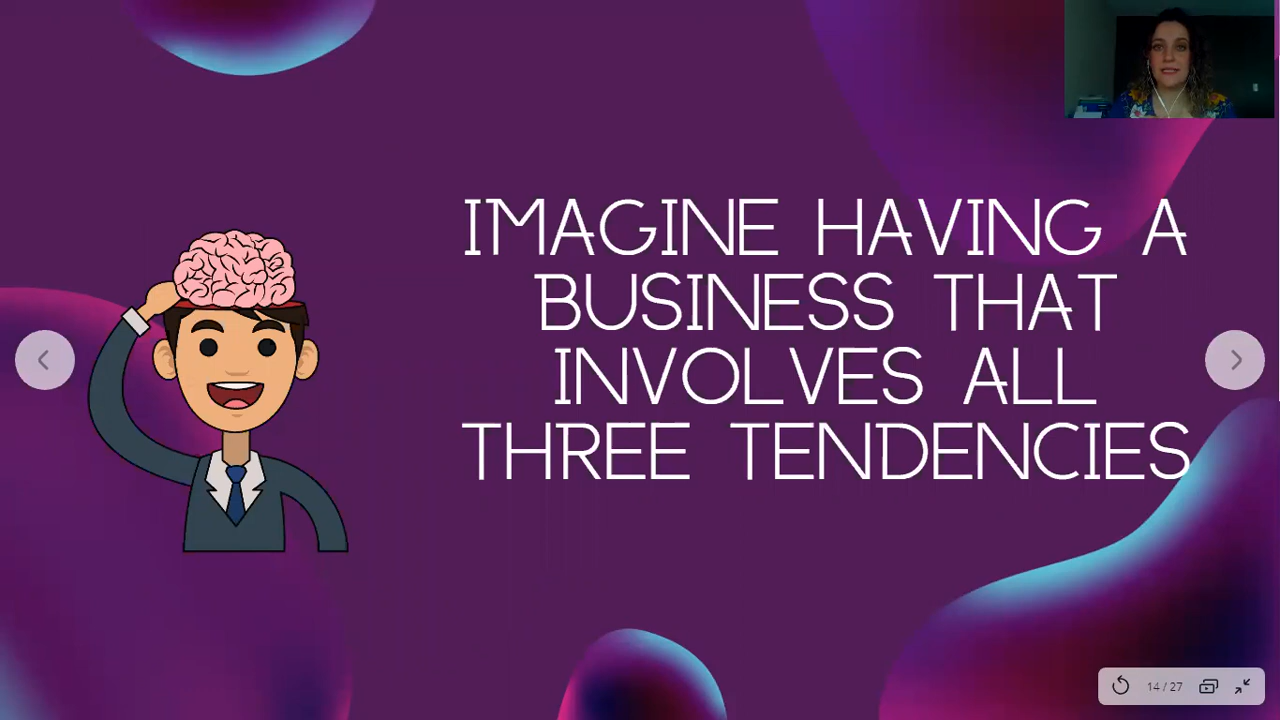 IMAGINE HAVING A
BUSINESS THAT
INVOLVES ALL
THREE TENDENCIES
14 / 27